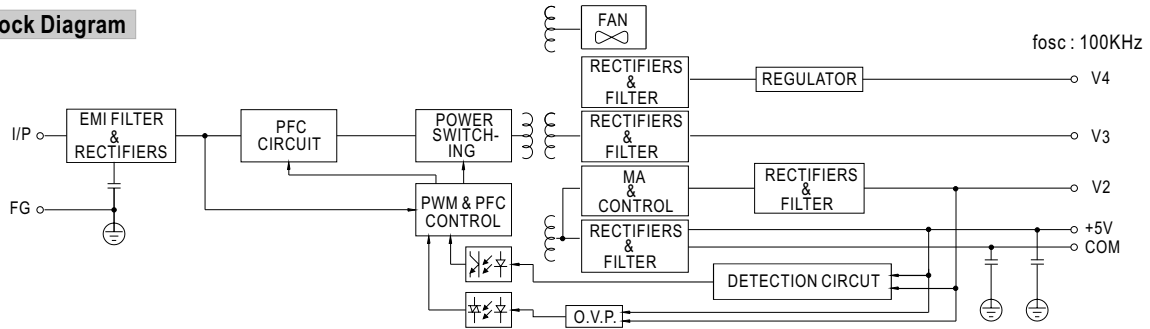 ock Diagram
fosc : 100KHz
FAN
RECTIFIERS
&
FILTER
REGULATOR
V4
I/P
EMI FILTER
&
RECTIFIERS
PFC
CIRCUIT
POWER
SWITCH-
ING
RECTIFIERS
&
FILTER
V3
MA
&
CONTROL
RECTIFIERS
&
FILTER
V2
FG
PWM & PFC
CONTROL
RECTIFIERS
&
FILTER
+5V
COM
DETECTION CIRCUT
O.V.P.